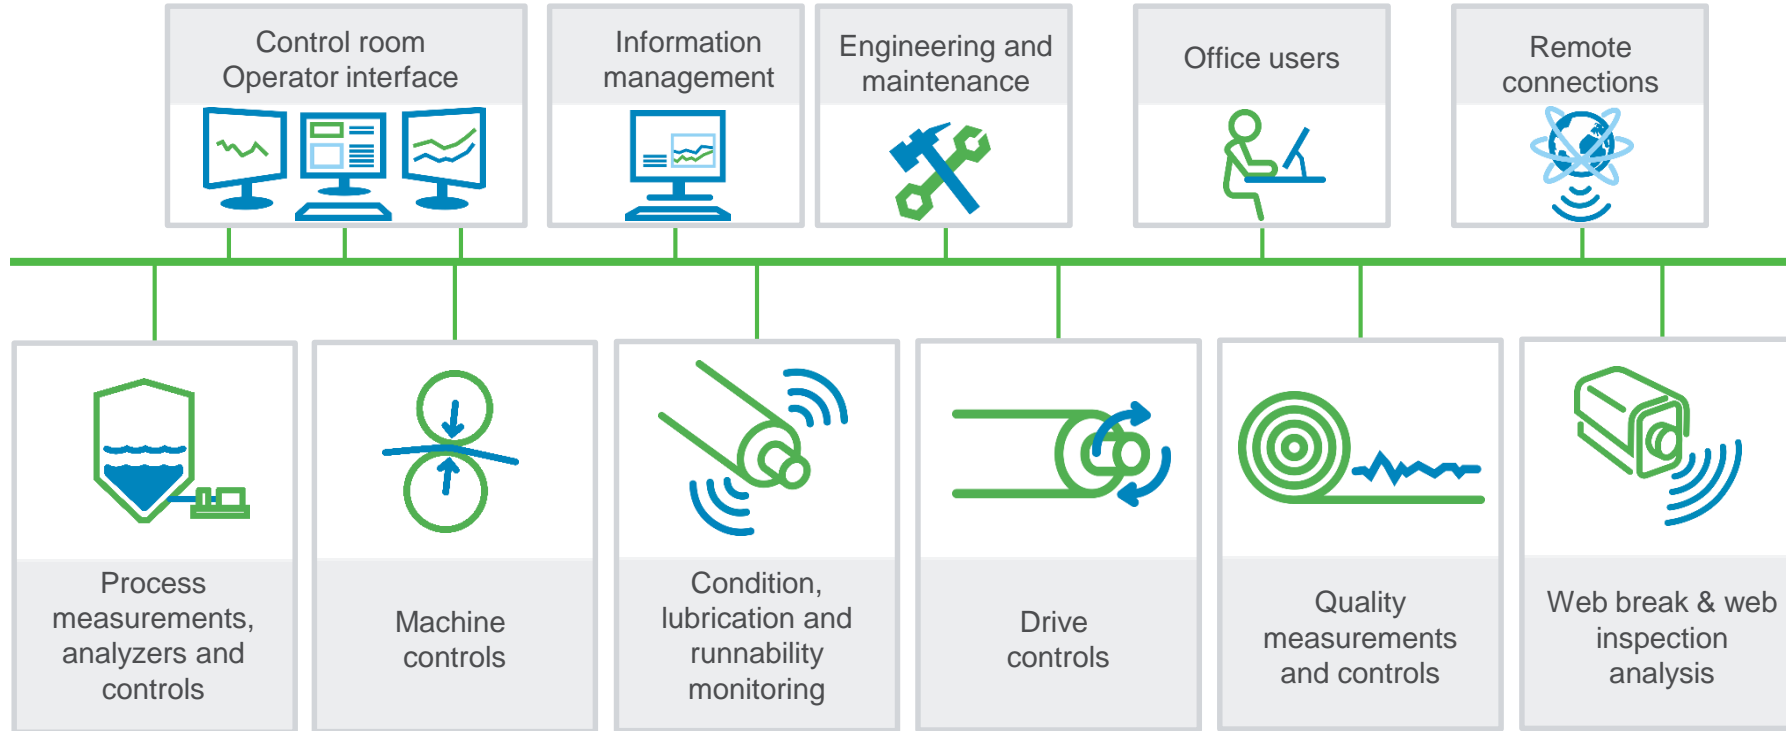 Control room
Operator interface
Information
management
Engineering and
maintenance
Office users
Remote
connections
Process
measurements,
analyzers and
controls
Machine
controls
Condition,
lubrication and
runnability
monitoring
Drive
controls
Quality
measurements
and controls
Web break & web
inspection
analysis